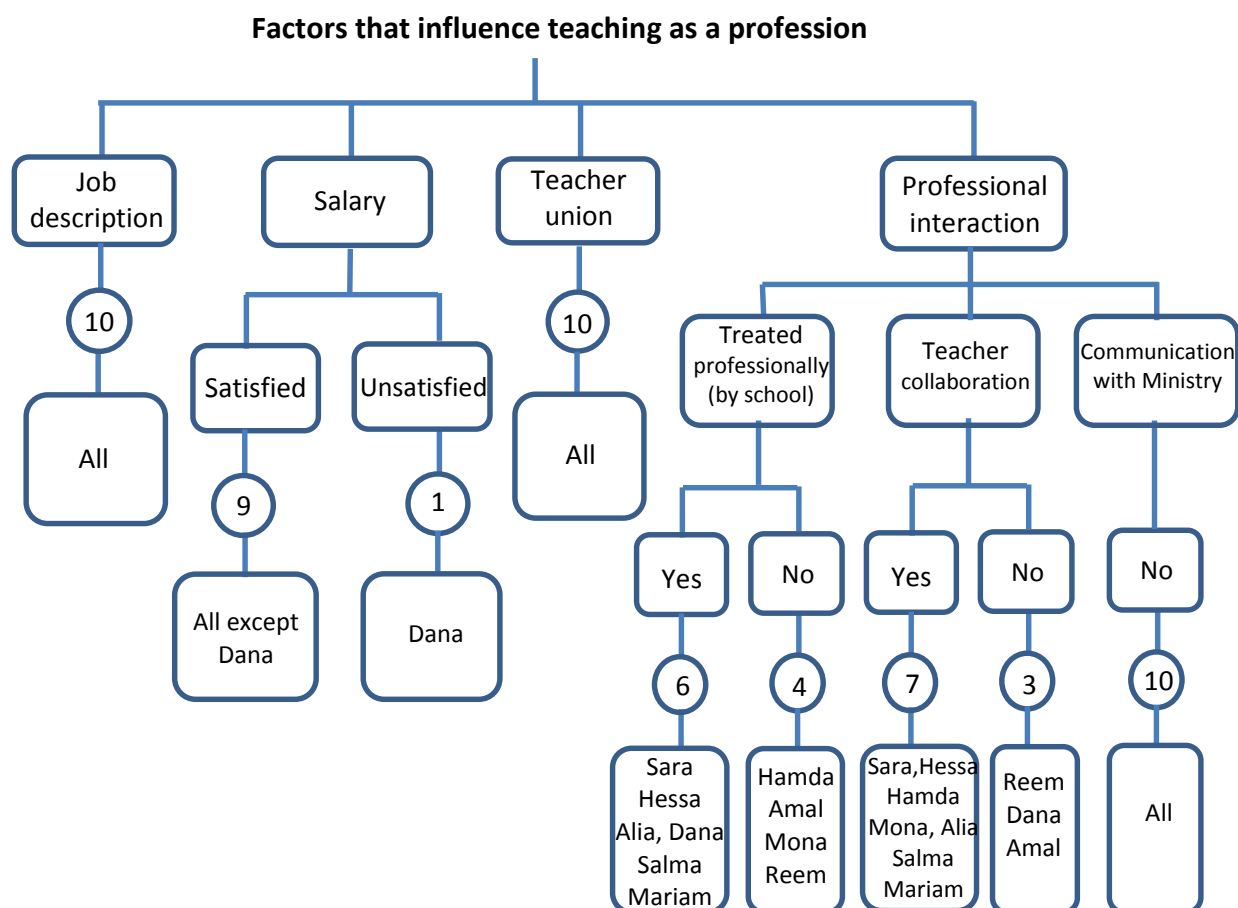 Factors that influence teaching as a profession
Job
description
Salary
Teacher
union
Professional
interaction
10
All
Satisfied
Unsatisfied
9
1
All except
Dana
Dana
10
All
Treated
professionally
(by school)
Teacher
collaboration
Communication
with Ministry
Yes
No
Yes
No
No
6
4
7
3
10
Sara
Hessa
Alia, Dana
Salma
Mariam
Hamda
Amal
Mona
Reem
Sara,Hessa
Hamda
Mona, Alia
Salma
Mariam
Reem
Dana
Amal
All